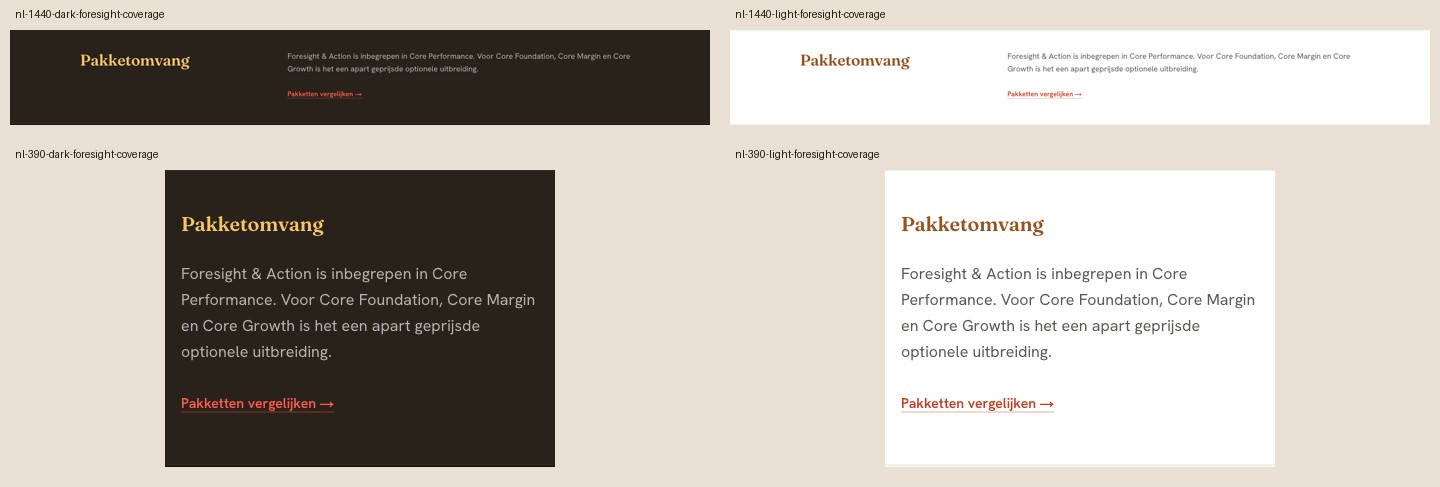 nl-1440-dark-foresight-coverage
Pakketomvang
Foresight & Action is inbegrepen in Core Performance. Voor Core Foundation, Core Margin en Core
Growth is het een apart geprijsde optionele uitbreiding.
Pakketten vergelijken →
nl-1440-light-foresight-coverage
Pakketomvang
Foresight & Action is inbegrepen in Core Performance. Voor Core Foundation, Core Margin en Core
Growth is het een apart geprijsde optionele uitbreiding.
Pakketten vergelijken →
nl-390-dark-foresight-coverage
Pakketomvang
Foresight & Action is inbegrepen in Core
Performance. Voor Core Foundation, Core Margin
en Core Growth is het een apart geprijsde
optionele uitbreiding.
Pakketten vergelijken →
nl-390-light-foresight-coverage
Pakketomvang
Foresight & Action is inbegrepen in Core
Performance. Voor Core Foundation, Core Margin
en Core Growth is het een apart geprijsde
optionele uitbreiding.
Pakketten vergelijken →